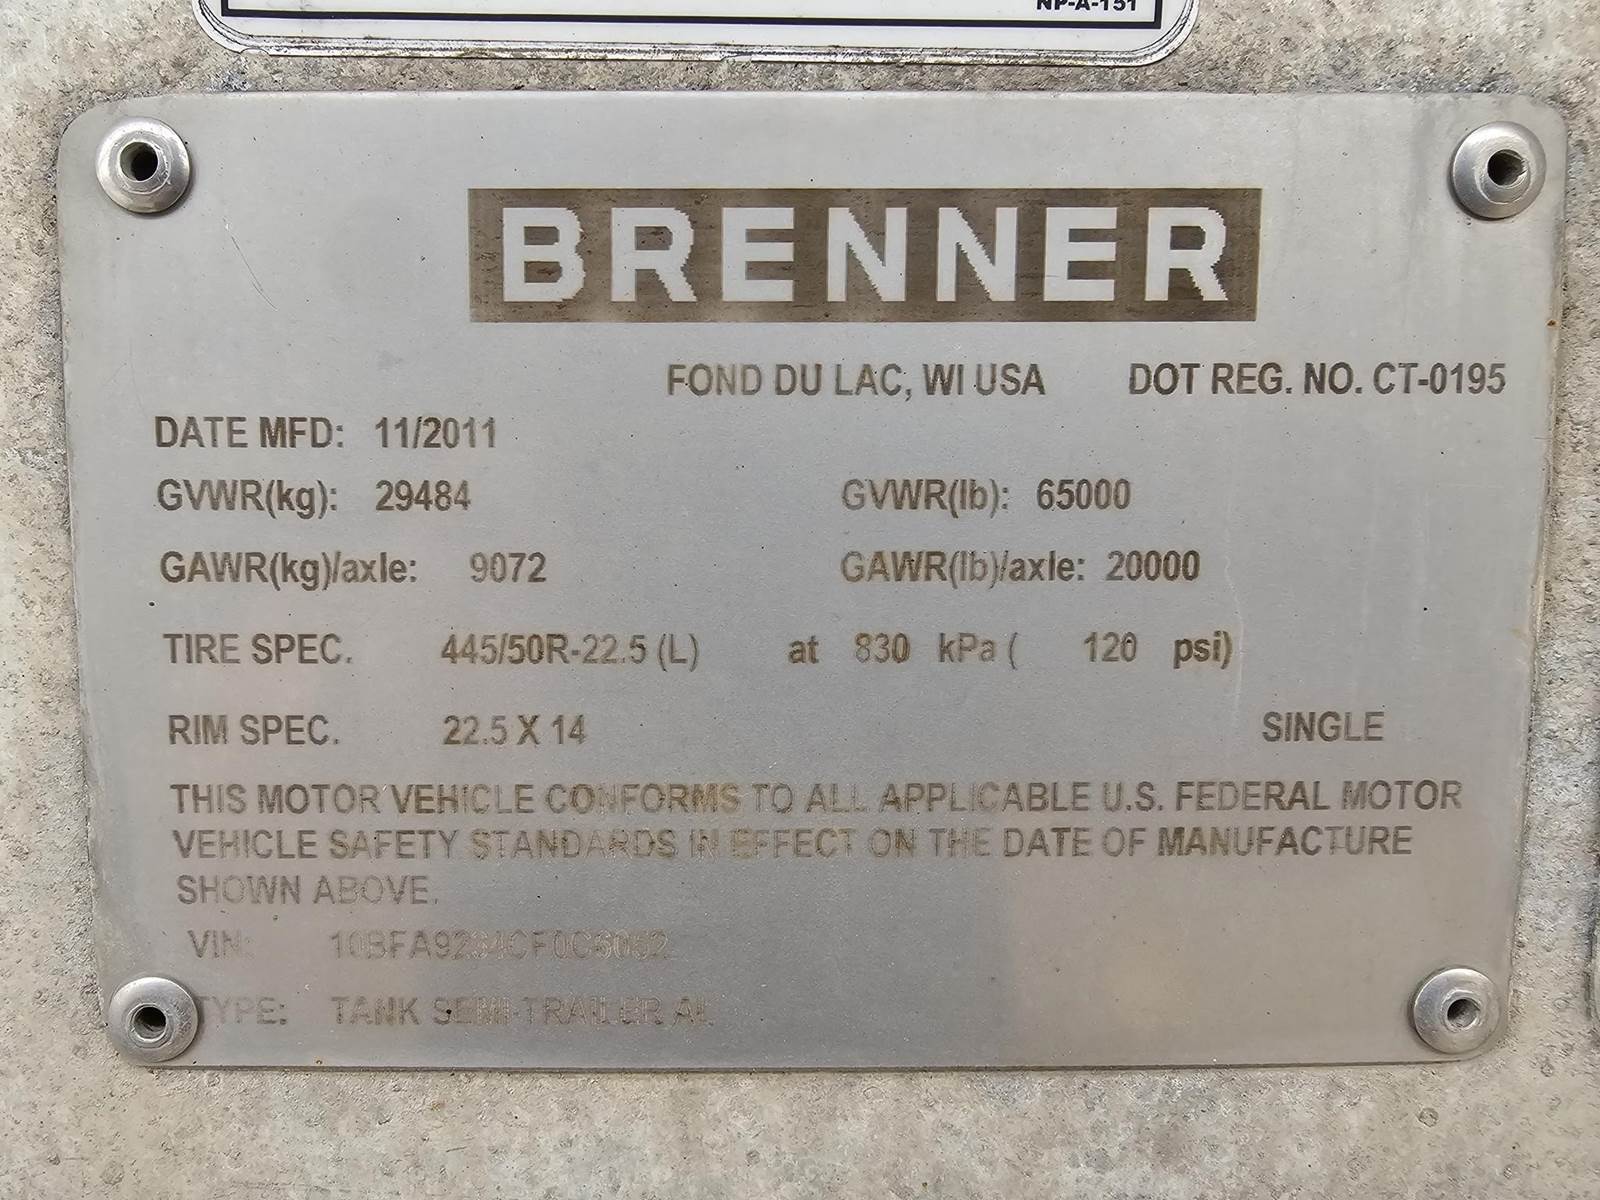 NP-A-151
BRENNER
FOND DU LAC, WI USA DOT REG. NO. CT-0195
DATE MFD: 11/2011
GVWR(kg): 29484 GVWR(lb): 65000
GAWR(kg)/axle: 9072 GAWR(lb)/axle: 20000
TIRE SPEC. 445/50R-22.5 (L) at 830 kPa ( 120 psi)
RIM SPEC. 22.5 X 14 SINGLE
THIS MOTOR VEHICLE CONFORMS TO ALL APPLICABLE U.S. FEDERAL MOTOR
VEHICLE SAFETY STANDARDS IN EFFECT ON THE DATE OF MANUFACTURE
SHOWN ABOVE.
VIN:
TYPE: TANK SEMI-TRAILER AL